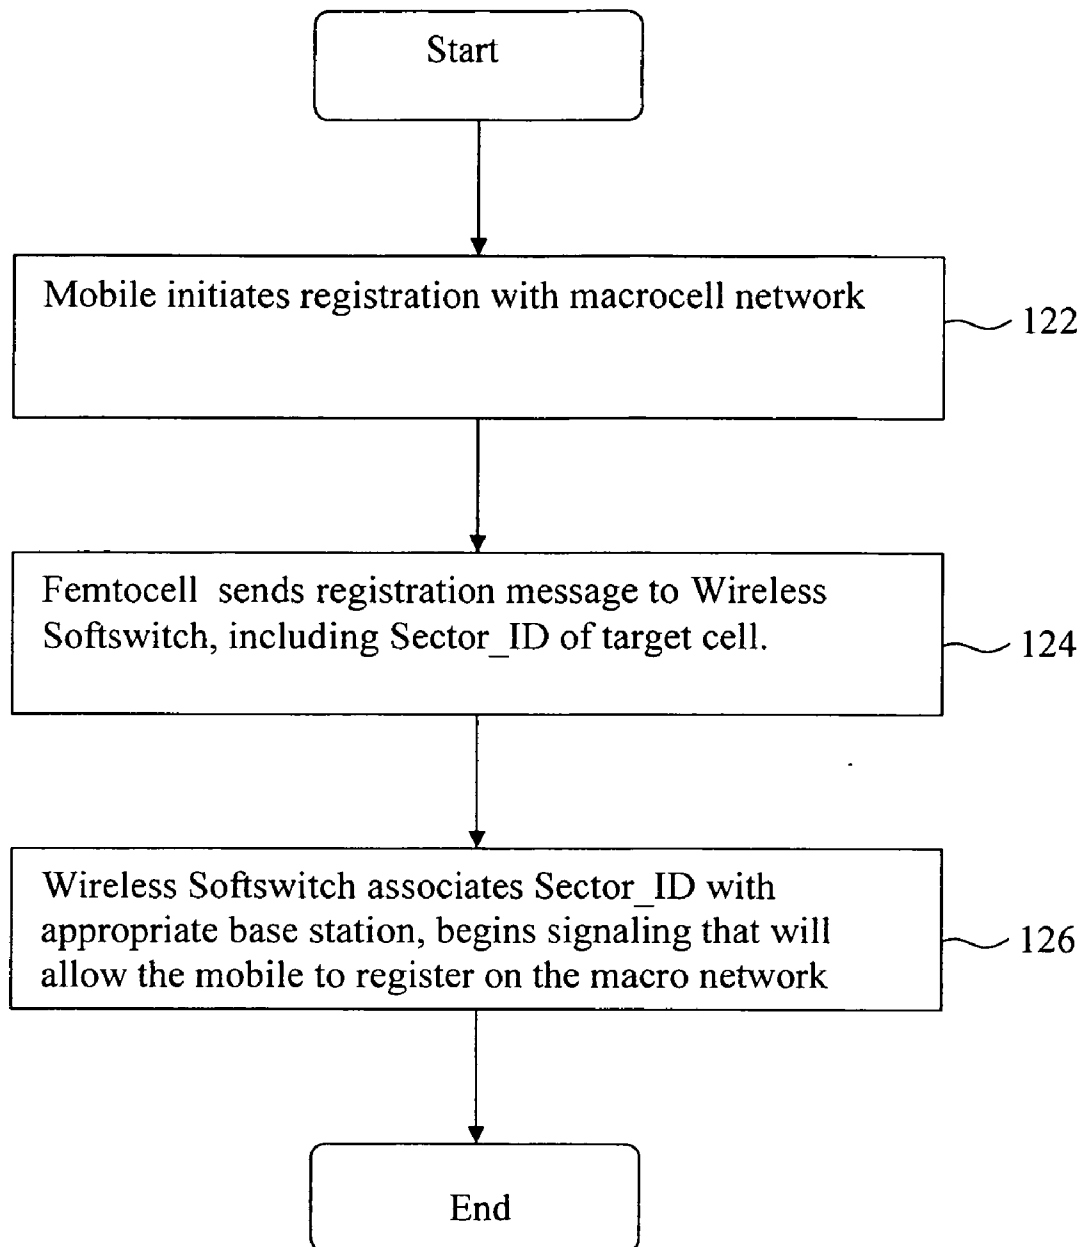 Start
Mobile initiates registration with macrocell network
122
Femtocell sends registration message to Wireless
Softswitch, including Sector_ID of target cell.
124
Wireless Softswitch associates Sector_ID with
appropriate base station, begins signaling that will
allow the mobile to register on the macro network
126
End